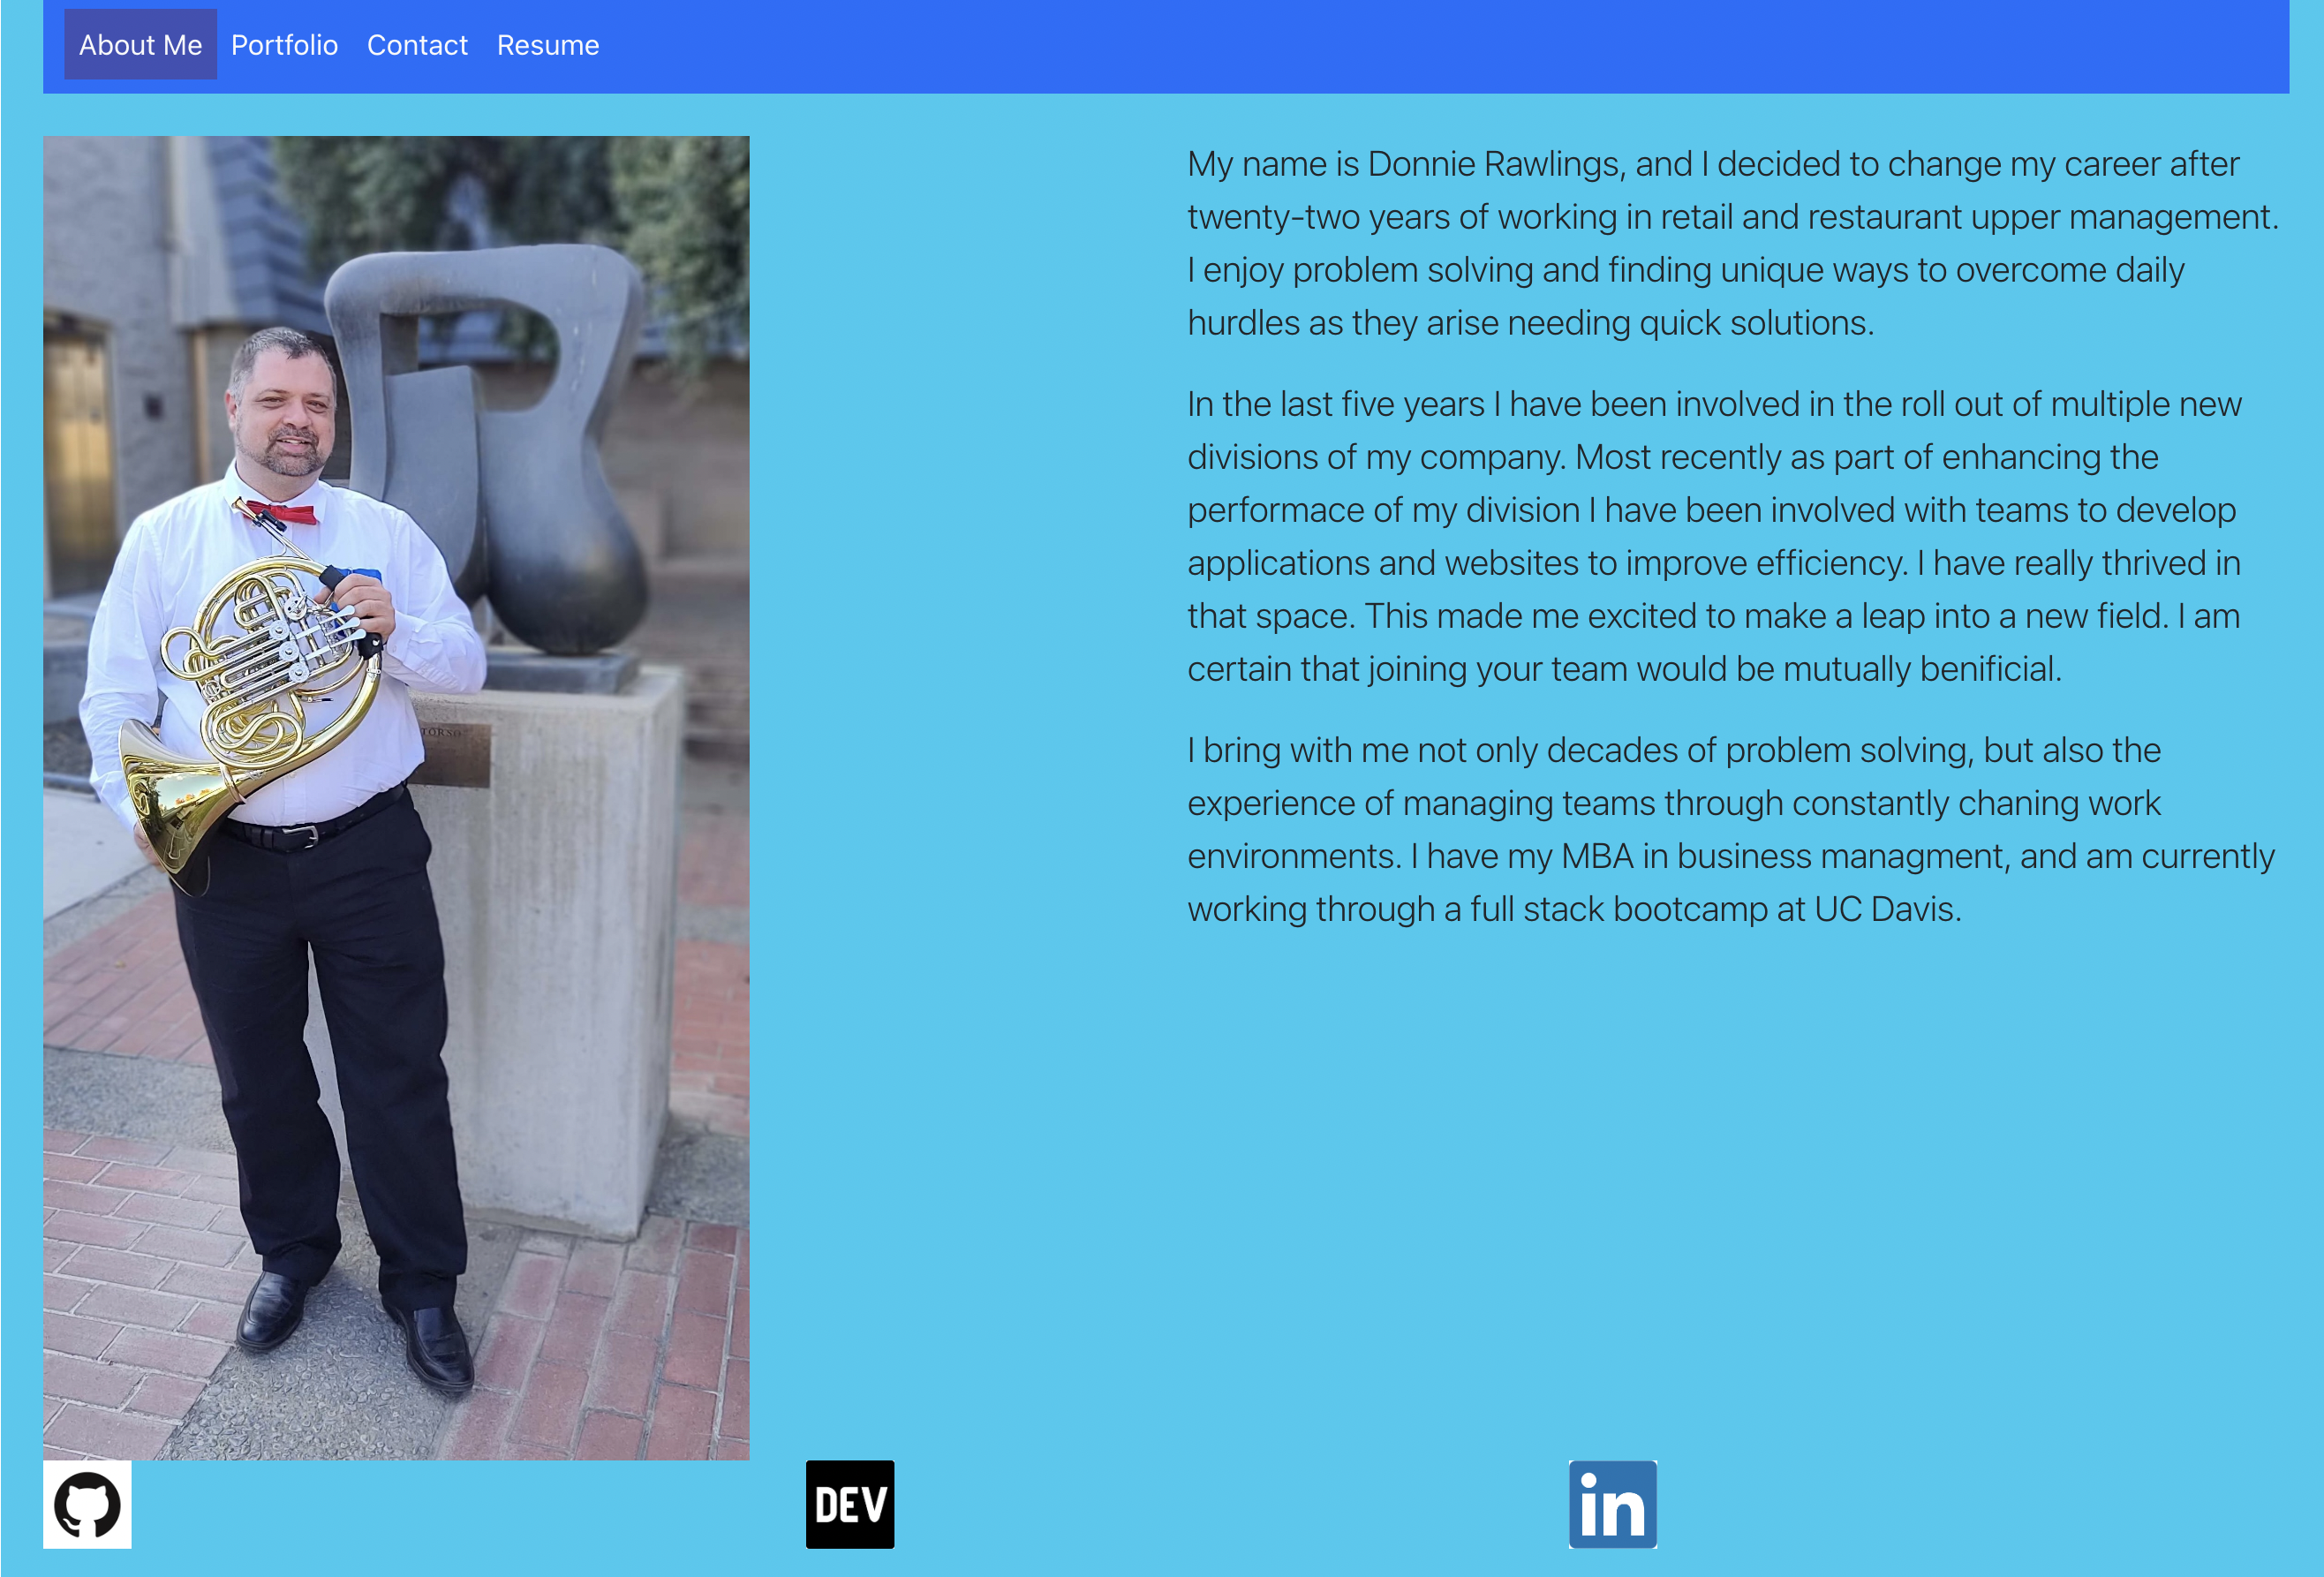 About Me Portfolio Contact Resume
My name is Donnie Rawlings, and I decided to change my career after
twenty-two years of working in retail and restaurant upper management.
I enjoy problem solving and finding unique ways to overcome daily
hurdles as they arise needing quick solutions.
In the last five years I have been involved in the roll out of multiple new
divisions of my company. Most recently as part of enhancing the
performace of my division I have been involved with teams to develop
applications and websites to improve efficiency. I have really thrived in
that space. This made me excited to make a leap into a new field. I am
certain that joining your team would be mutually benificial.
I bring with me not only decades of problem solving, but also the
experience of managing teams through constantly chaning work
environments. I have my MBA in business managment, and am currently
working through a full stack bootcamp at UC Davis.
TORSO
DEV
in